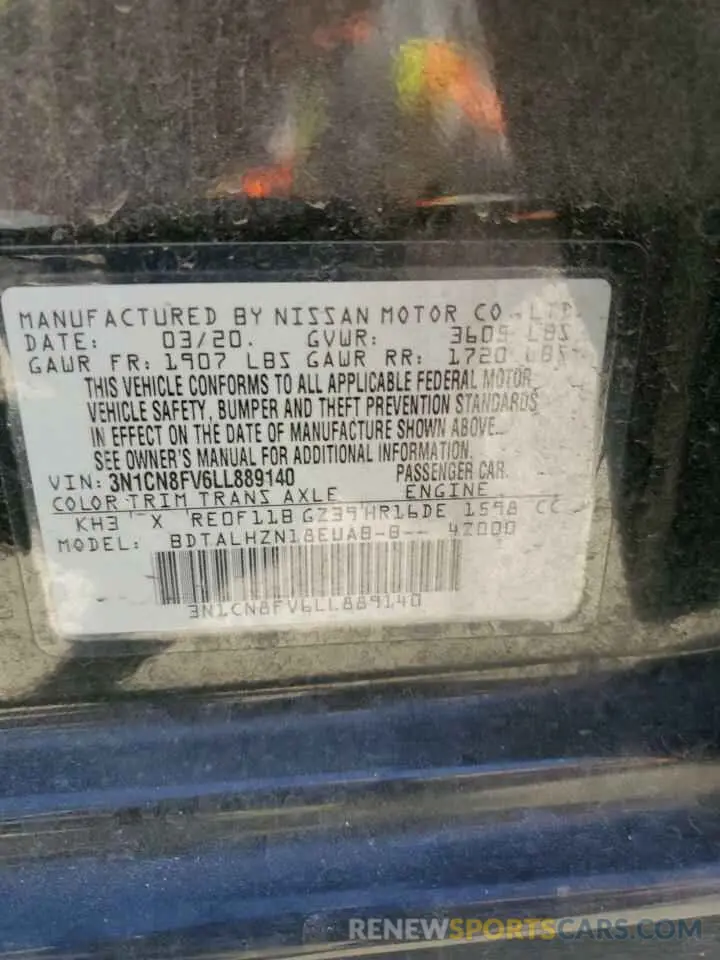 MANUFACTURED BY NISSAN MOTOR CO., LTD.
DATE: 03/20. GVWR: 3609 LBS
GAWR FR: 1907 LBS GAWR RR: 1720 LBS
THIS VEHICLE CONFORMS TO ALL APPLICABLE FEDERAL MOTOR
VEHICLE SAFETY, BUMPER AND THEFT PREVENTION STANDARDS
IN EFFECT ON THE DATE OF MANUFACTURE SHOWN ABOVE.
SEE OWNER'S MANUAL FOR ADDITIONAL INFORMATION.
VIN: 3N1CN8FV6LL889140 PASSENGER CAR.
COLOR TRIM TRANS AXLE ENGINE
KH3 X RE0F11B GZ39 HR16DE 1598 CC
MODEL: BDTALHZN18EUAB-B-- 42000
3N1CN8FV6LL889140
RENEWSPORTSCARS.COM